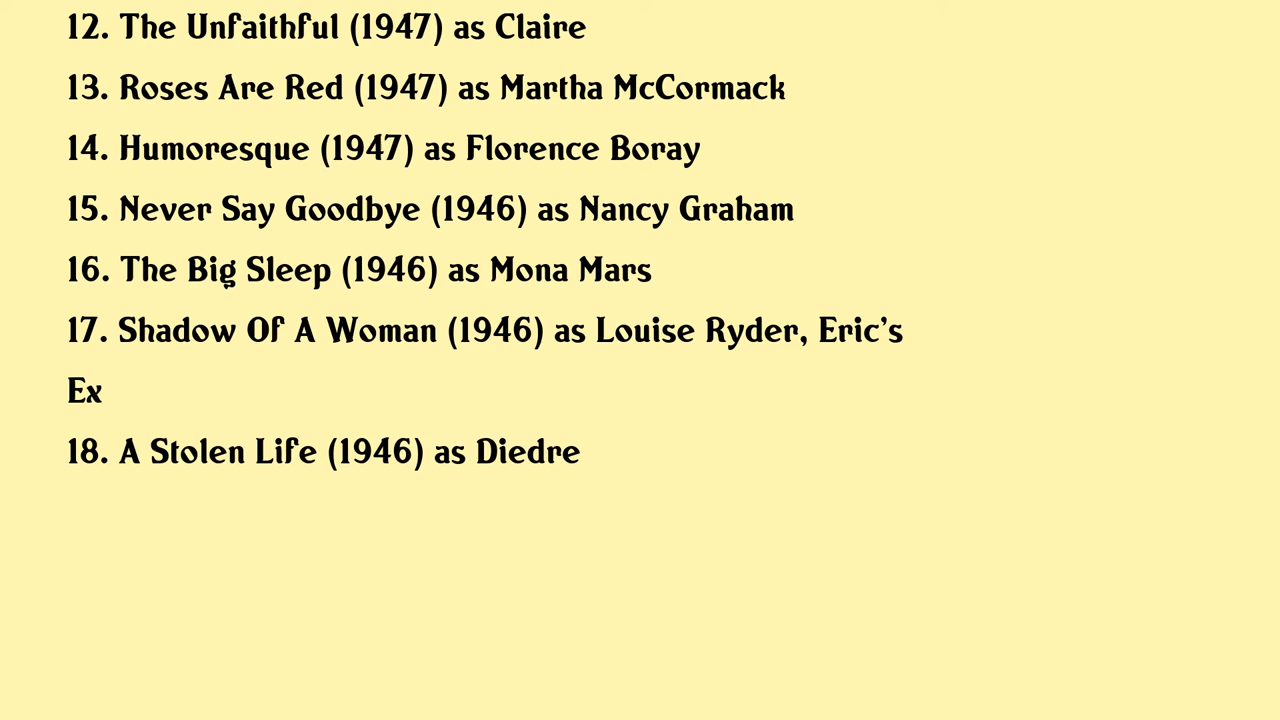 12. The Unfaithful (1947) as Claire
13. Roses Are Red (1947) as Martha McCormack
14. Humoresque (1947) as Florence Boray
15. Never Say Goodbye (1946) as Nancy Graham
16. The Big Sleep (1946) as Mona Mars
17. Shadow Of A Woman (1946) as Louise Ryder, Eric's
Ex
18. A Stolen Life (1946) as Diedre